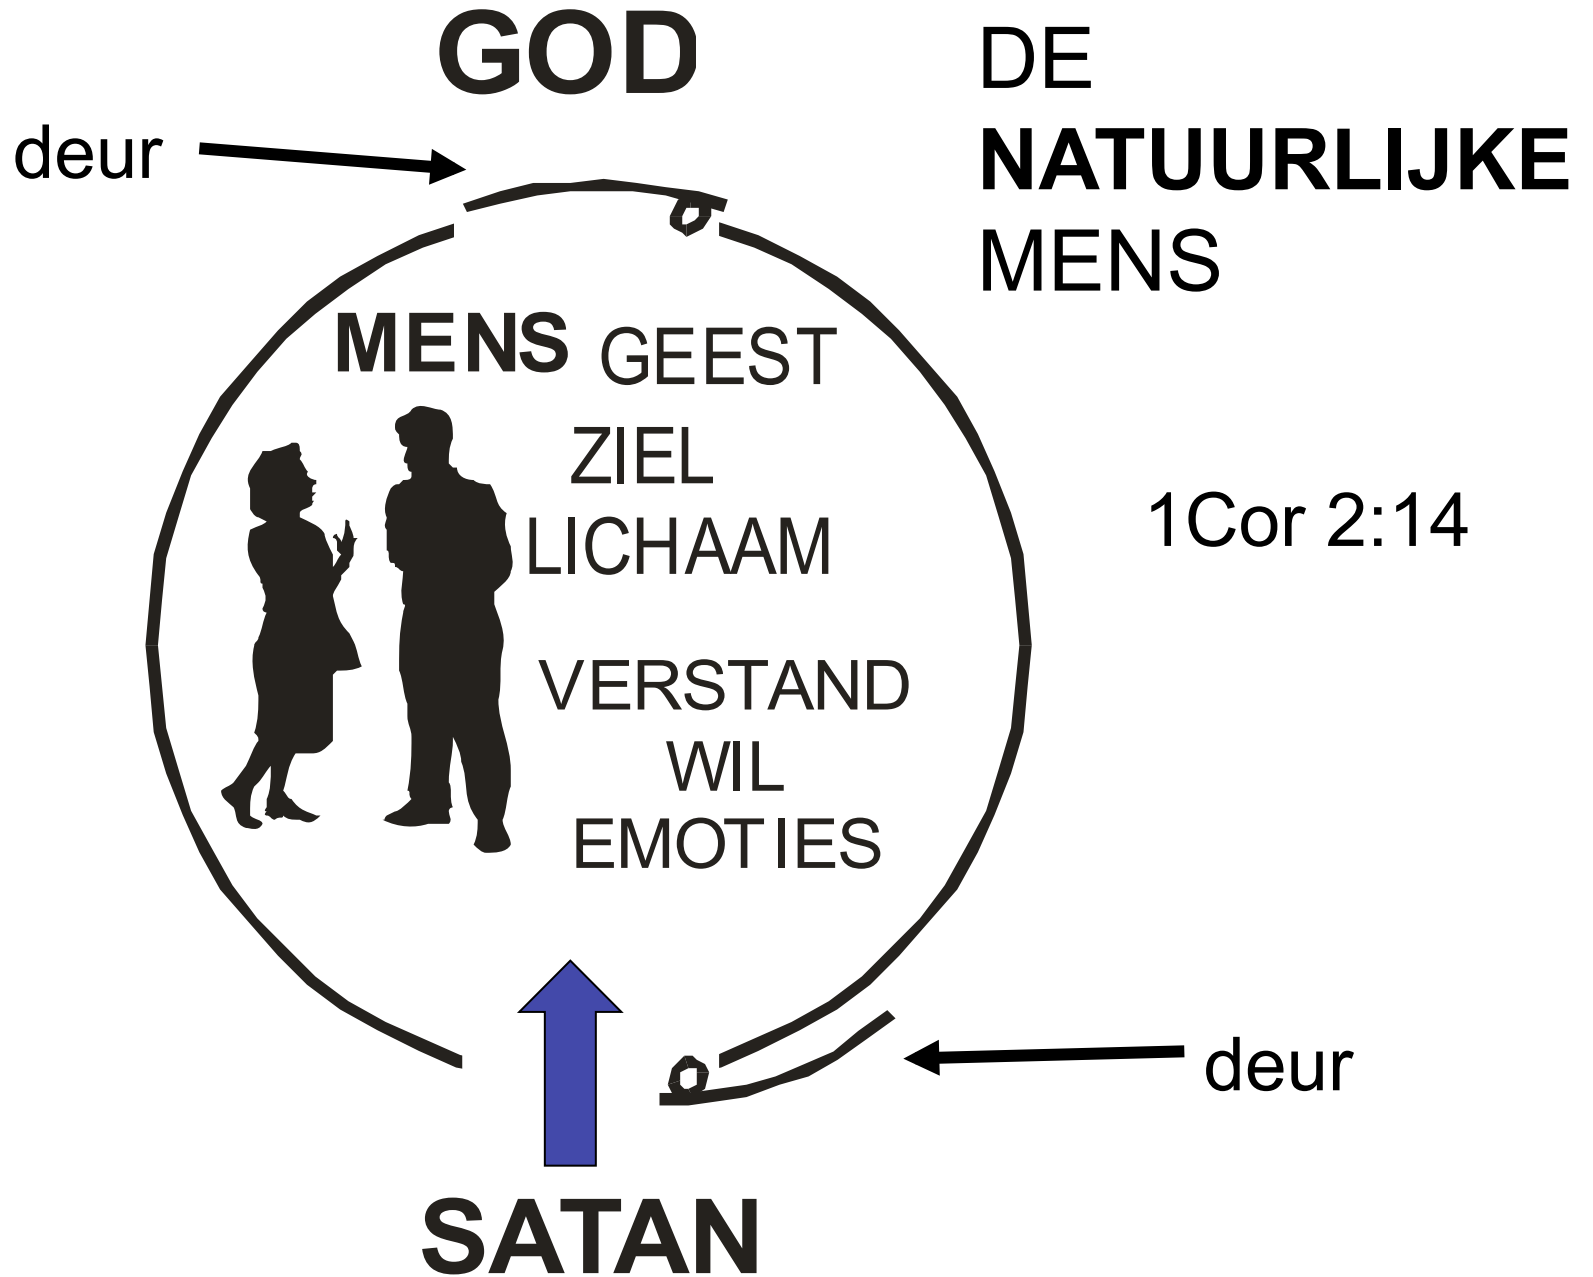 GOD
DE
NATUURLIJKE
MENS
deur
MENS GEEST
ZIEL
LICHAAM
1Cor 2:14
VERSTAND
WIL
EMOTIES
deur
SATAN